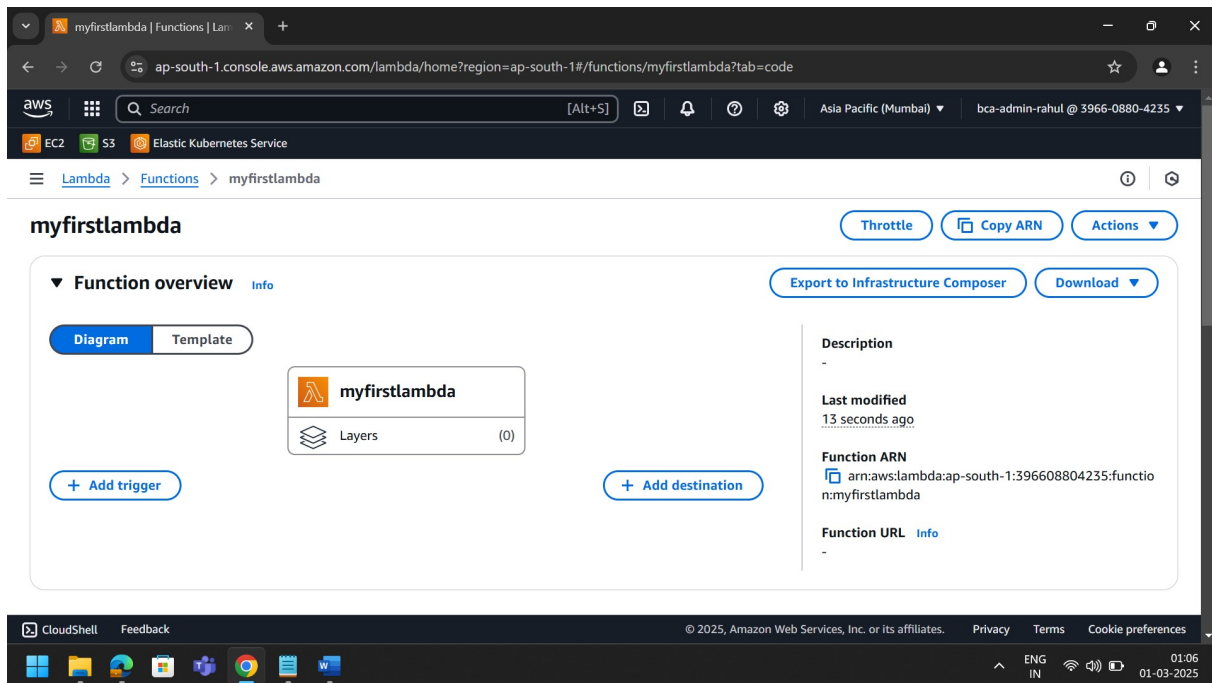 myfirstlambda | Functions | Lam
ap-south-1.console.aws.amazon.com/lambda/home?region=ap-south-1#/functions/myfirstlambda?tab=code
aws Search [Alt+S] Asia Pacific (Mumbai) bca-admin-rahul @ 3966-0880-4235
EC2 S3 Elastic Kubernetes Service
Lambda > Functions > myfirstlambda
myfirstlambda
Throttle Copy ARN Actions
Function overview Info
Export to Infrastructure Composer Download
Diagram Template
myfirstlambda
Layers (0)
+ Add trigger
+ Add destination
Description
-
Last modified
13 seconds ago
Function ARN
arn:aws:lambda:ap-south-1:396608804235:functio
n:myfirstlambda
Function URL Info
-
CloudShell Feedback © 2025, Amazon Web Services, Inc. or its affiliates. Privacy Terms Cookie preferences
ENG
IN
01:06
01-03-2025